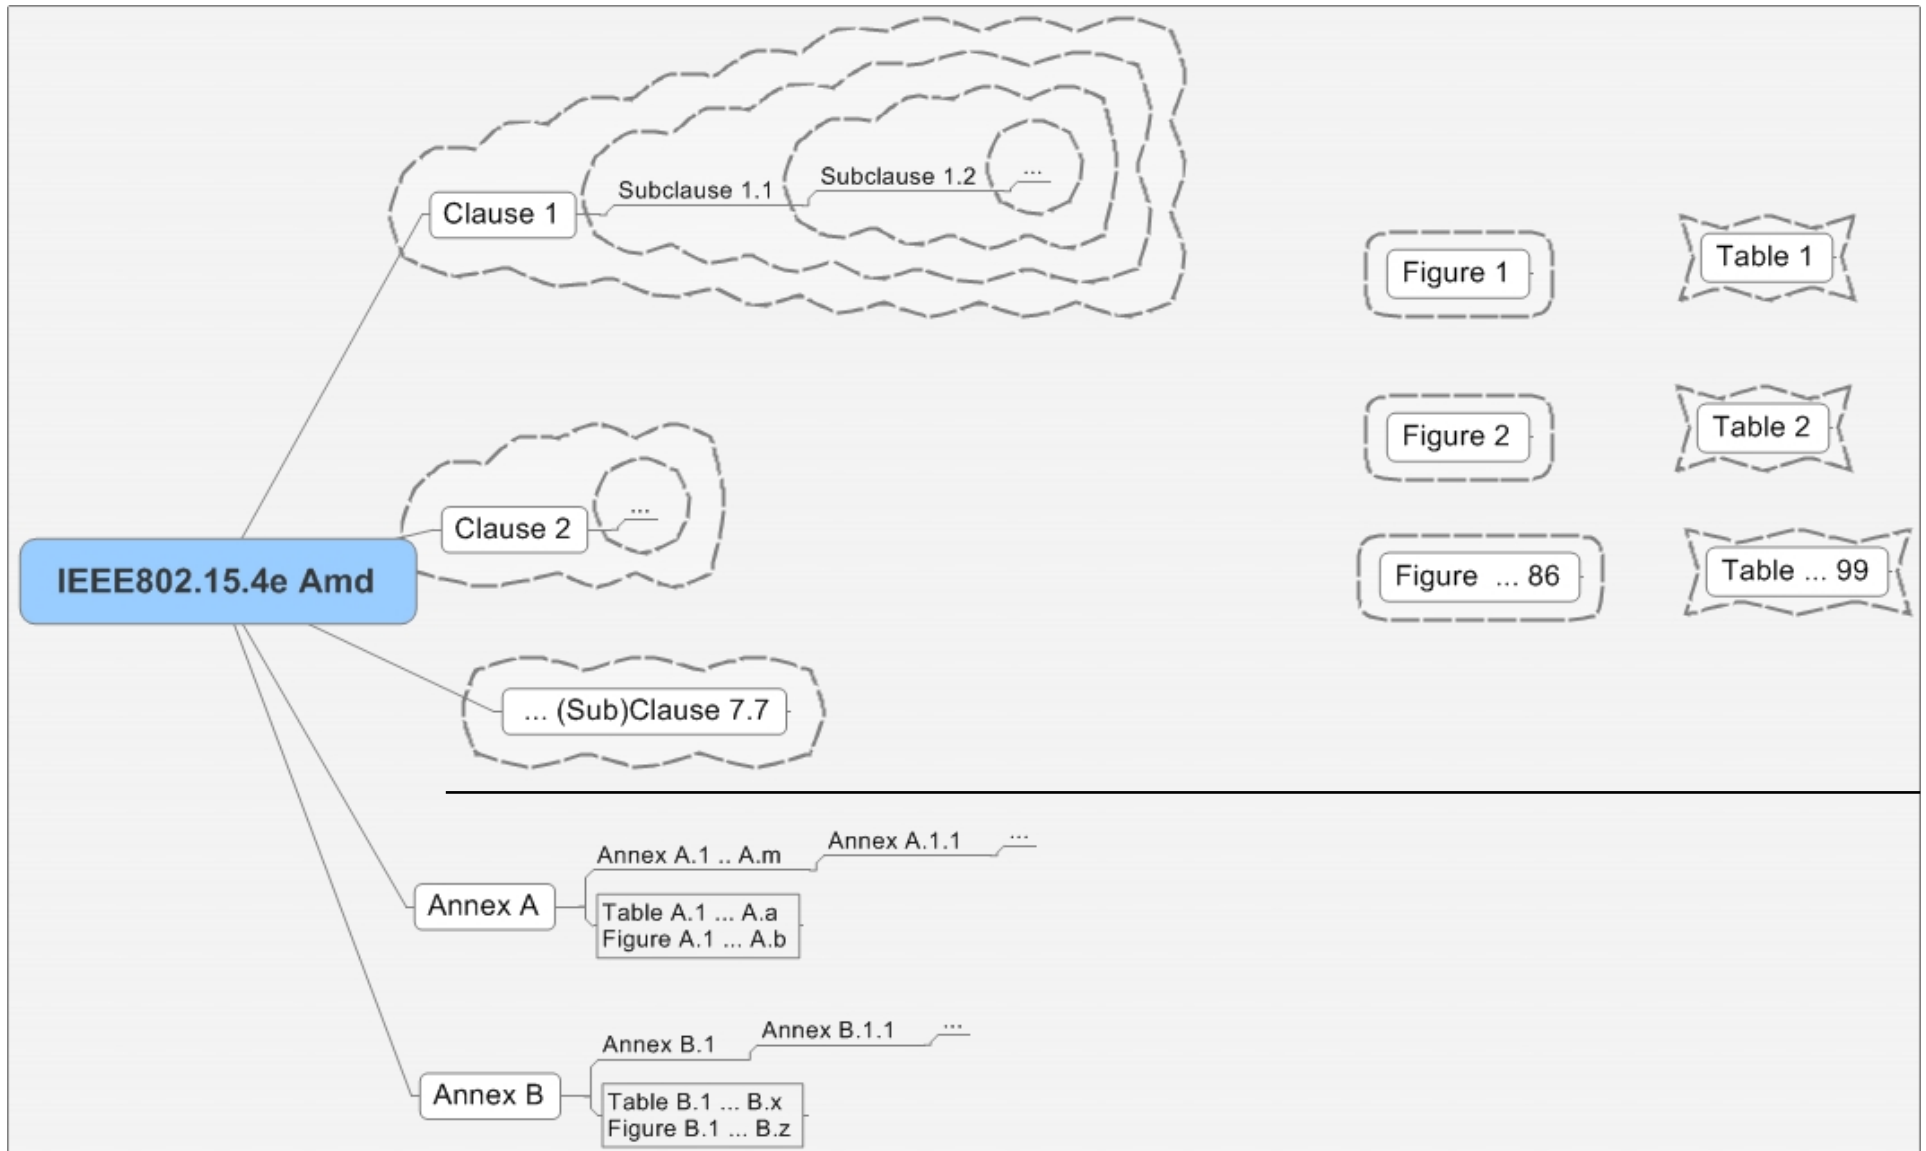 Clause 1
Subclause 1.1
Subclause 1.2
...
Figure 1
Table 1
Figure 2
Table 2
Clause 2
...
Figure  ... 86
Table ... 99
IEEE802.15.4e Amd
... (Sub)Clause 7.7
Annex A
Annex A.1 .. A.m
Annex A.1.1
...
Table A.1 ... A.a
Figure A.1 ... A.b
Annex B
Annex B.1
Annex B.1.1
...
Table B.1 ... B.x
Figure B.1 ... B.z